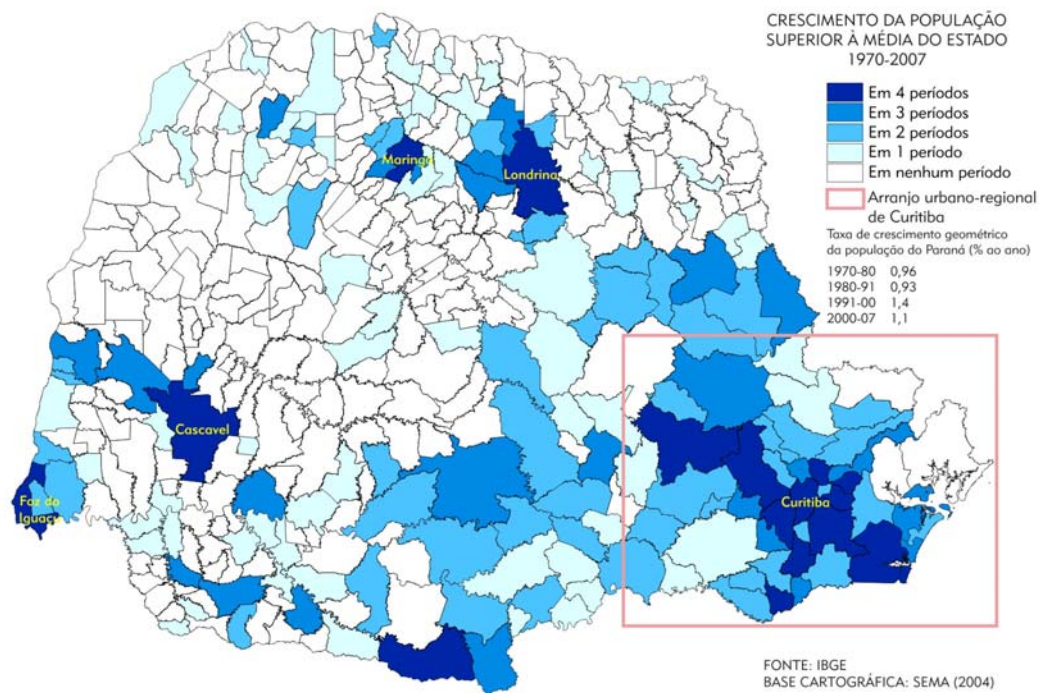 CRESCIMENTO DA POPULAÇÃO
SUPERIOR À MÉDIA DO ESTADO
1970-2007
Em 4 períodos
Em 3 períodos
Em 2 períodos
Em 1 período
Em nenhum período
Arranjo urbano-regional
de Curitiba
Taxa de crescimento geométrico
da população do Paraná (% ao ano)
1970-80 0,96
1980-91 0,93
1991-00 1,4
2000-07 1,1
Maringá
Londrina
Cascavel
Foz do
Iguaçu
Curitiba
FONTE: IBGE
BASE CARTOGRÁFICA: SEMA (2004)